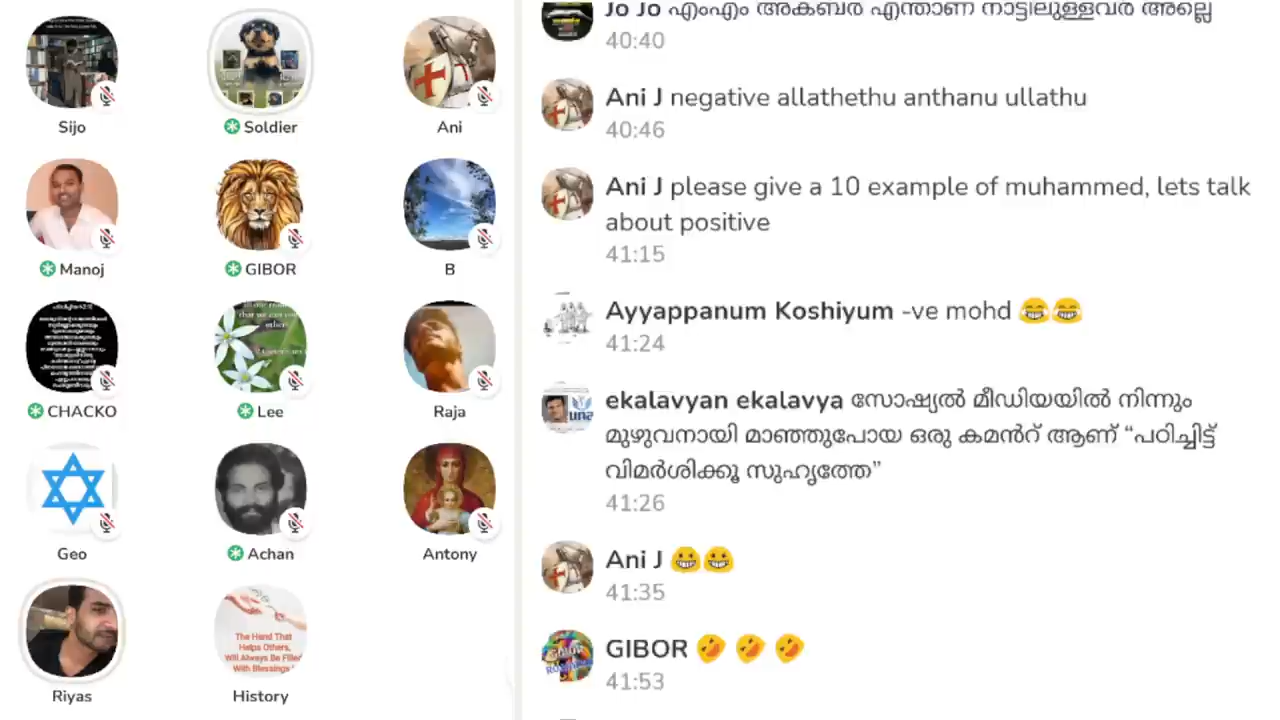 Sijo
Soldier
Ani
Manoj
GIBOR
B
CHACKO
Lee
Raja
Geo
Achan
Antony
Riyas
The Hand That
Helps Others,
Will Always Be Filled
With Blessings
History
Jo Jo എംഎം അക്ബർ എന്താണ് നാട്ടിലുള്ളവർ അല്ലെ
40:40
Ani J negative allathethu anthanu ullathu
40:46
Ani J please give a 10 example of muhammed, lets talk
about positive
41:15
Ayyappanum Koshiyum -ve mohd 😂😂
41:24
ekalavyan ekalavya സോഷ്യൽ മീഡിയയിൽ നിന്നും
മുഴുവനായി മാഞ്ഞുപോയ ഒരു കമൻറ് ആണ് “പഠിച്ചിട്ട്
വിമർശിക്കൂ സുഹൃത്തേ”
41:26
Ani J 😁😁
41:35
GIBOR 🤣 🤣 🤣
41:53